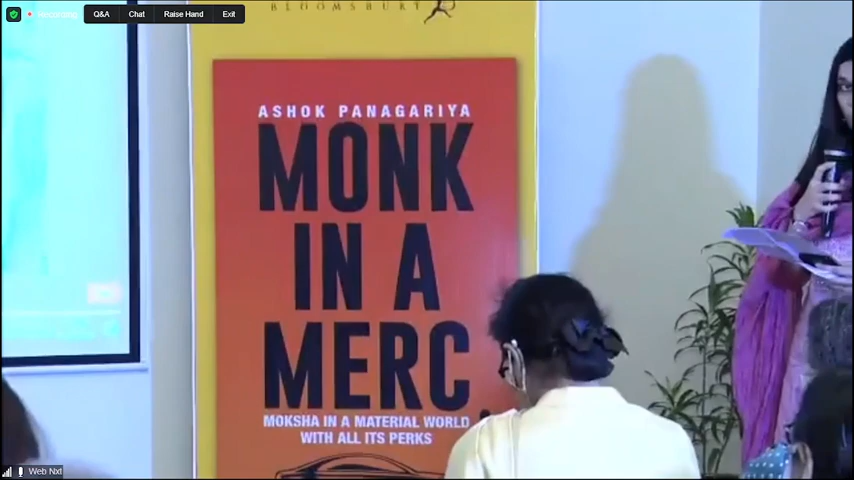 Recording
Q&A Chat Raise Hand Exit
BLOOMSBURY
ASHOK PANAGARIYA
MONK
IN A
MERC
MOKSHA IN A MATERIAL WORLD
WITH ALL ITS PERKS
Web Nxt